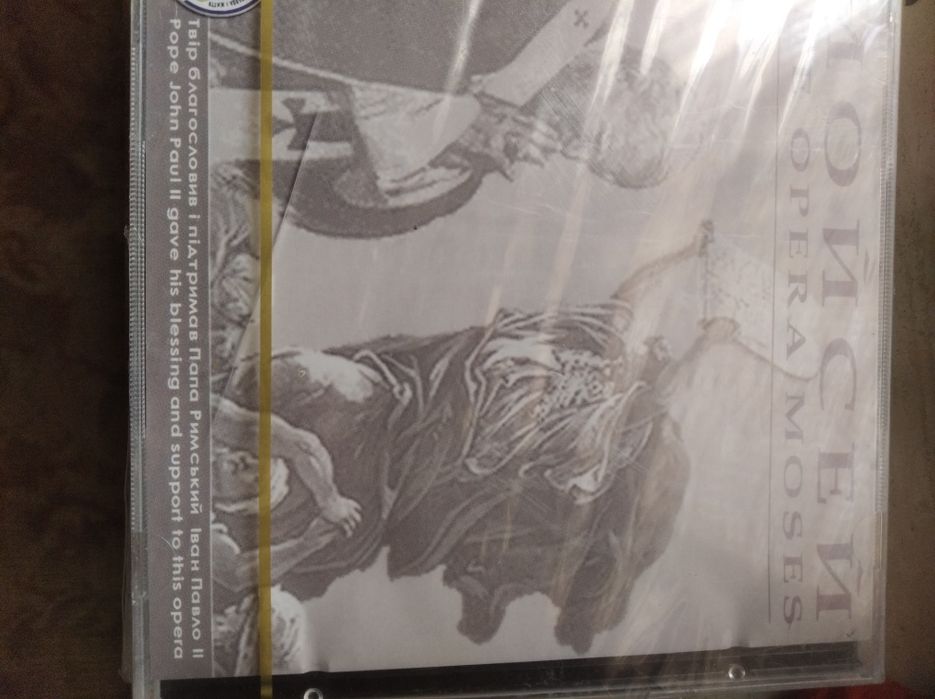 МОЙСЕЙ
OPERA MOSES
Твір благословив і підтримав Папа Римський Іван Павло II
Pope John Paul II gave his blessing and support to this opera